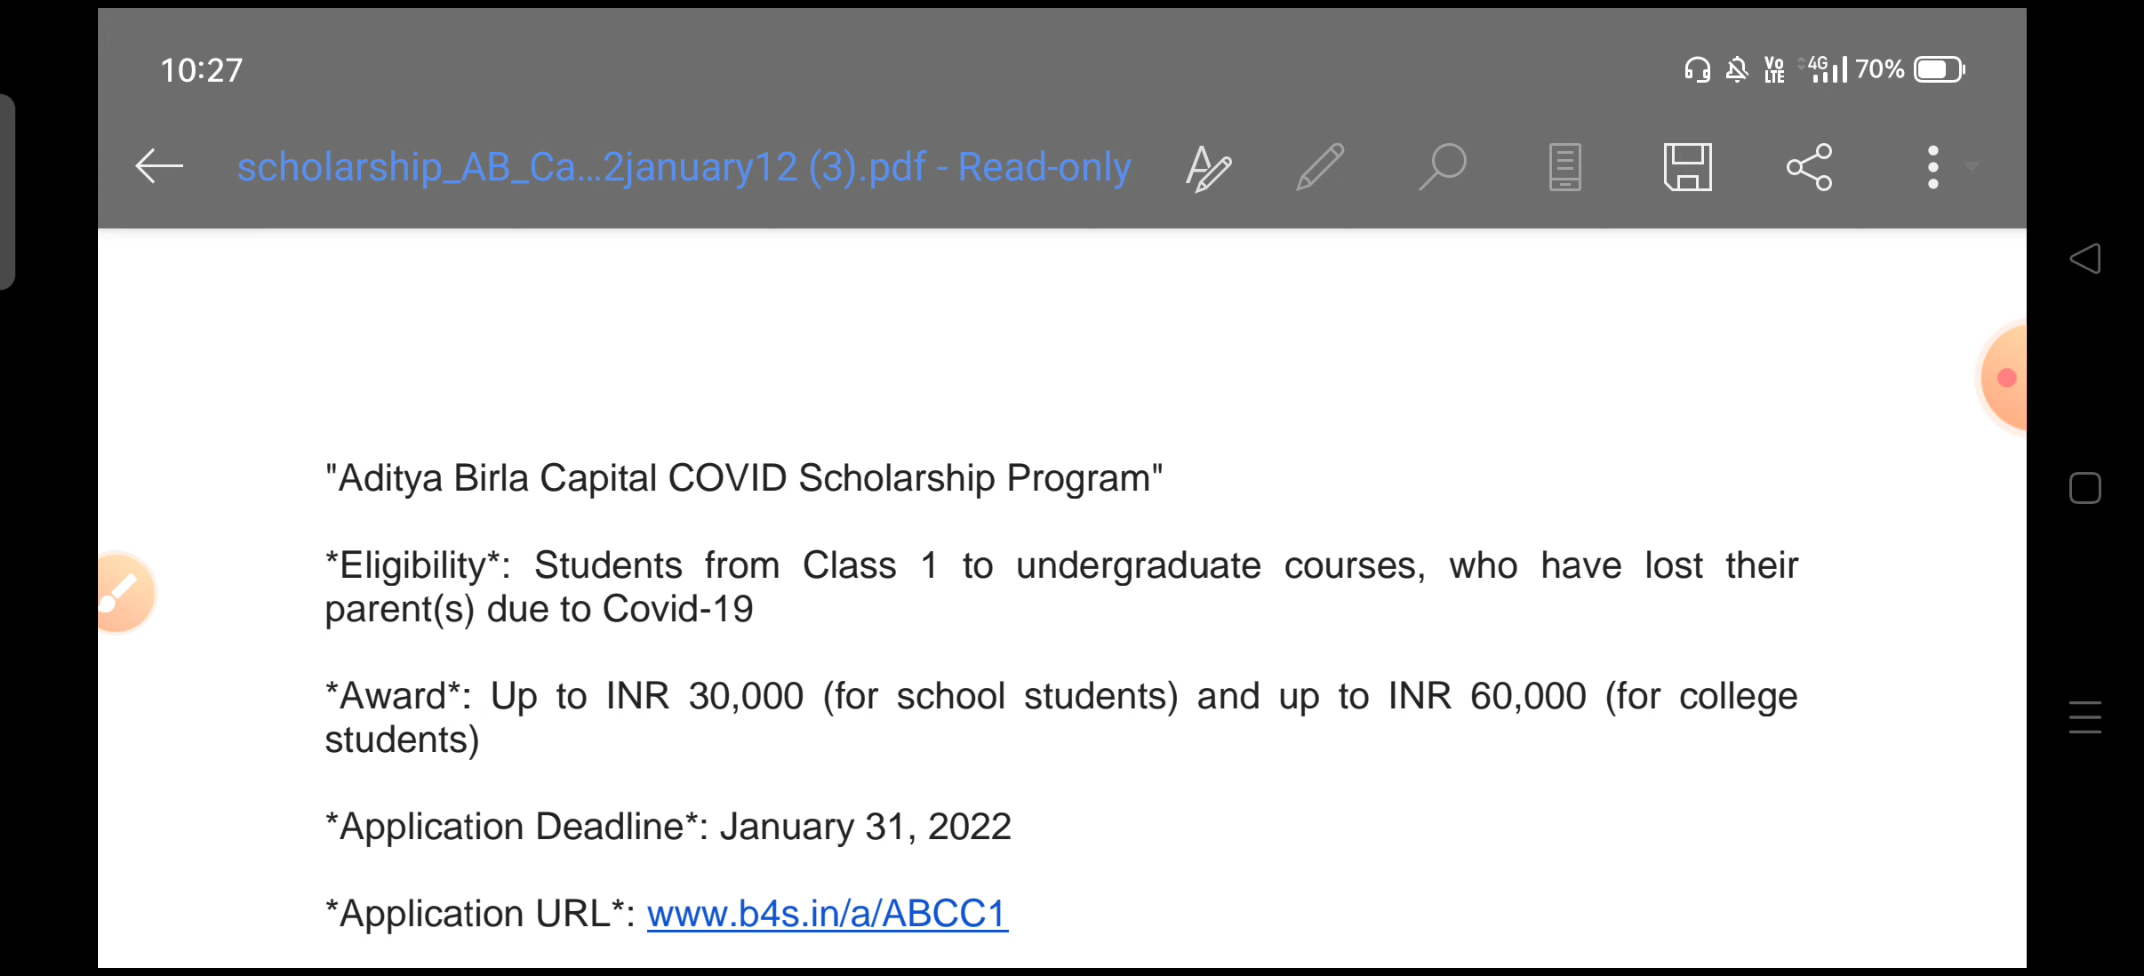 10:27
Vo LTE 4G 70%
scholarship_AB_Ca...2january12 (3).pdf - Read-only
"Aditya Birla Capital COVID Scholarship Program"
*Eligibility*: Students from Class 1 to undergraduate courses, who have lost their
parent(s) due to Covid-19
*Award*: Up to INR 30,000 (for school students) and up to INR 60,000 (for college
students)
*Application Deadline*: January 31, 2022
*Application URL*: www.b4s.in/a/ABCC1